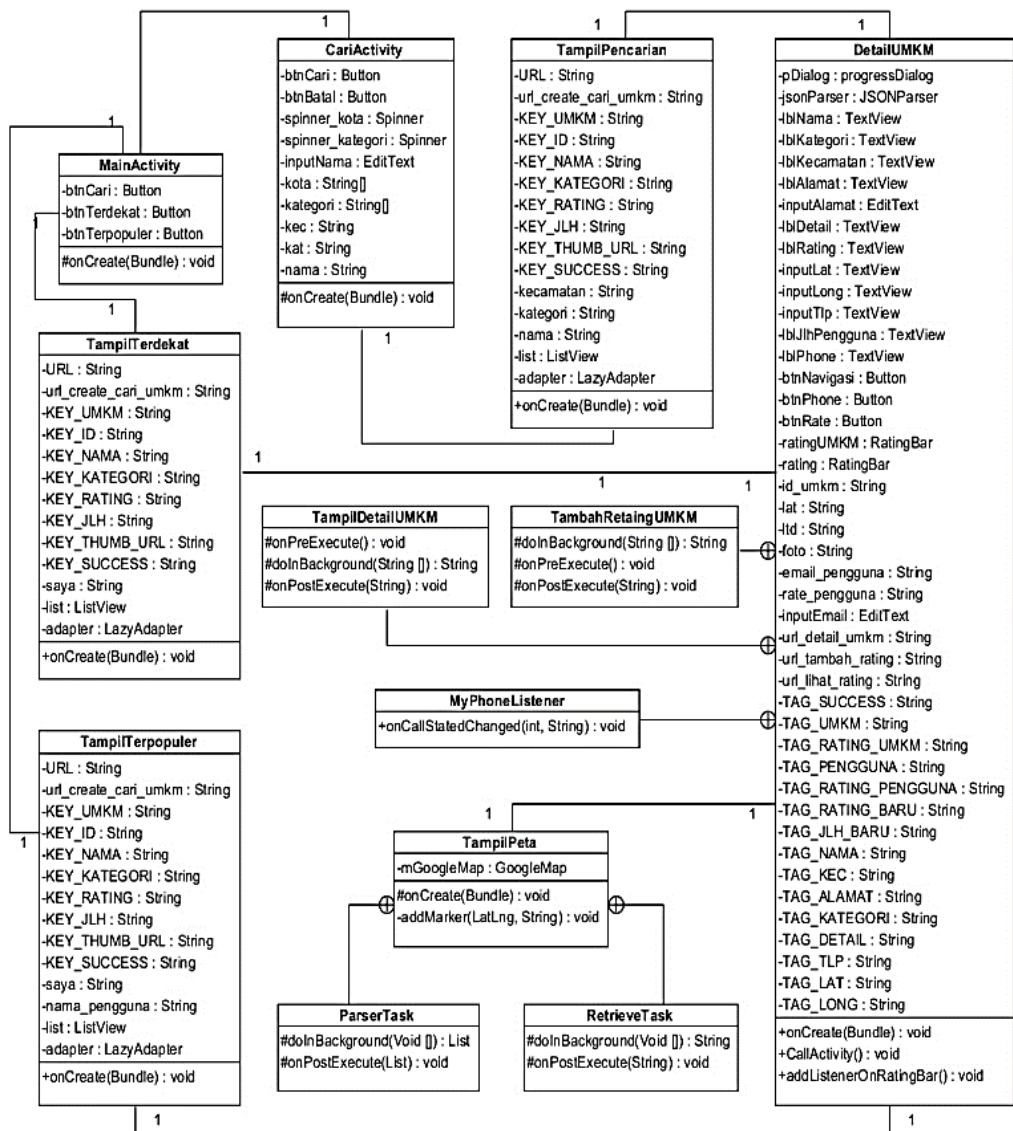 1
1
1
1
CariActivity
-btnCari : Button
-btnBatal : Button
-spinner_kota : Spinner
-spinner_kategori : Spinner
-inputNama : EditText
-kota : String[]
-kategori : String[]
-kec : String
-kat : String
-nama : String
#onCreate(Bundle) : void
1
TampilPencarian
-URL : String
-url_create_cari_umkm : String
-KEY_UMKM : String
-KEY_ID : String
-KEY_NAMA : String
-KEY_KATEGORI : String
-KEY_RATING : String
-KEY_JLH : String
-KEY_THUMB_URL : String
-KEY_SUCCESS : String
-kecamatan : String
-kategori : String
-nama : String
-list : ListView
-adapter : LazyAdapter
+onCreate(Bundle) : void
1
DetailUMKM
-pDialog : progressDialog
-jsonParser : JSONParser
-lblNama : TextView
-lblKategori : TextView
-lblKecamatan : TextView
-lblAlamat : TextView
-inputAlamat : EditText
-lblDetail : TextView
-lblRating : TextView
-inputLat : TextView
-inputLong : TextView
-inputTlp : TextView
-lblJlhPengguna : TextView
-lblPhone : TextView
-btnNavigasi : Button
-btnPhone : Button
-btnRate : Button
-ratingUMKM : RatingBar
-rating : RatingBar
-id_umkm : String
-lat : String
-ltd : String
-foto : String
-email_pengguna : String
-rate_pengguna : String
-inputEmail : EditText
-url_detail_umkm : String
-url_tambah_rating : String
-url_lihat_rating : String
-TAG_SUCCESS : String
-TAG_UMKM : String
-TAG_RATING_UMKM : String
-TAG_PENGGUNA : String
-TAG_RATING_PENGGUNA : String
-TAG_RATING_BARU : String
-TAG_JLH_BARU : String
-TAG_NAMA : String
-TAG_KEC : String
-TAG_ALAMAT : String
-TAG_KATEGORI : String
-TAG_DETAIL : String
-TAG_TLP : String
-TAG_LAT : String
-TAG_LONG : String
+onCreate(Bundle) : void
+CallActivity() : void
+addListenerOnRatingBar() : void
1
MainActivity
-btnCari : Button
-btnTerdekat : Button
-btnTerpopuler : Button
#onCreate(Bundle) : void
1
1
TampilTerdekat
-URL : String
-url_create_cari_umkm : String
-KEY_UMKM : String
-KEY_ID : String
-KEY_NAMA : String
-KEY_KATEGORI : String
-KEY_RATING : String
-KEY_JLH : String
-KEY_THUMB_URL : String
-KEY_SUCCESS : String
-saya : String
-list : ListView
-adapter : LazyAdapter
+onCreate(Bundle) : void
1
1
1
TampilDetailUMKM
#onPreExecute() : void
#doInBackground(String []) : String
#onPostExecute(String) : void
TambahRetaingUMKM
#doInBackground(String []) : String
#onPreExecute() : void
#onPostExecute(String) : void
MyPhoneListener
+onCallStatedChanged(int, String) : void
1
1
TampilPeta
-mGoogleMap : GoogleMap
#onCreate(Bundle) : void
-addMarker(LatLng, String) : void
ParserTask
#doInBackground(Void []) : List
#onPostExecute(List) : void
RetrieveTask
#doInBackground(Void []) : String
#onPostExecute(String) : void
1
TampilTerpopuler
-URL : String
-url_create_cari_umkm : String
-KEY_UMKM : String
-KEY_ID : String
-KEY_NAMA : String
-KEY_KATEGORI : String
-KEY_RATING : String
-KEY_JLH : String
-KEY_THUMB_URL : String
-KEY_SUCCESS : String
-saya : String
-nama_pengguna : String
-list : ListView
-adapter : LazyAdapter
+onCreate(Bundle) : void
1
1